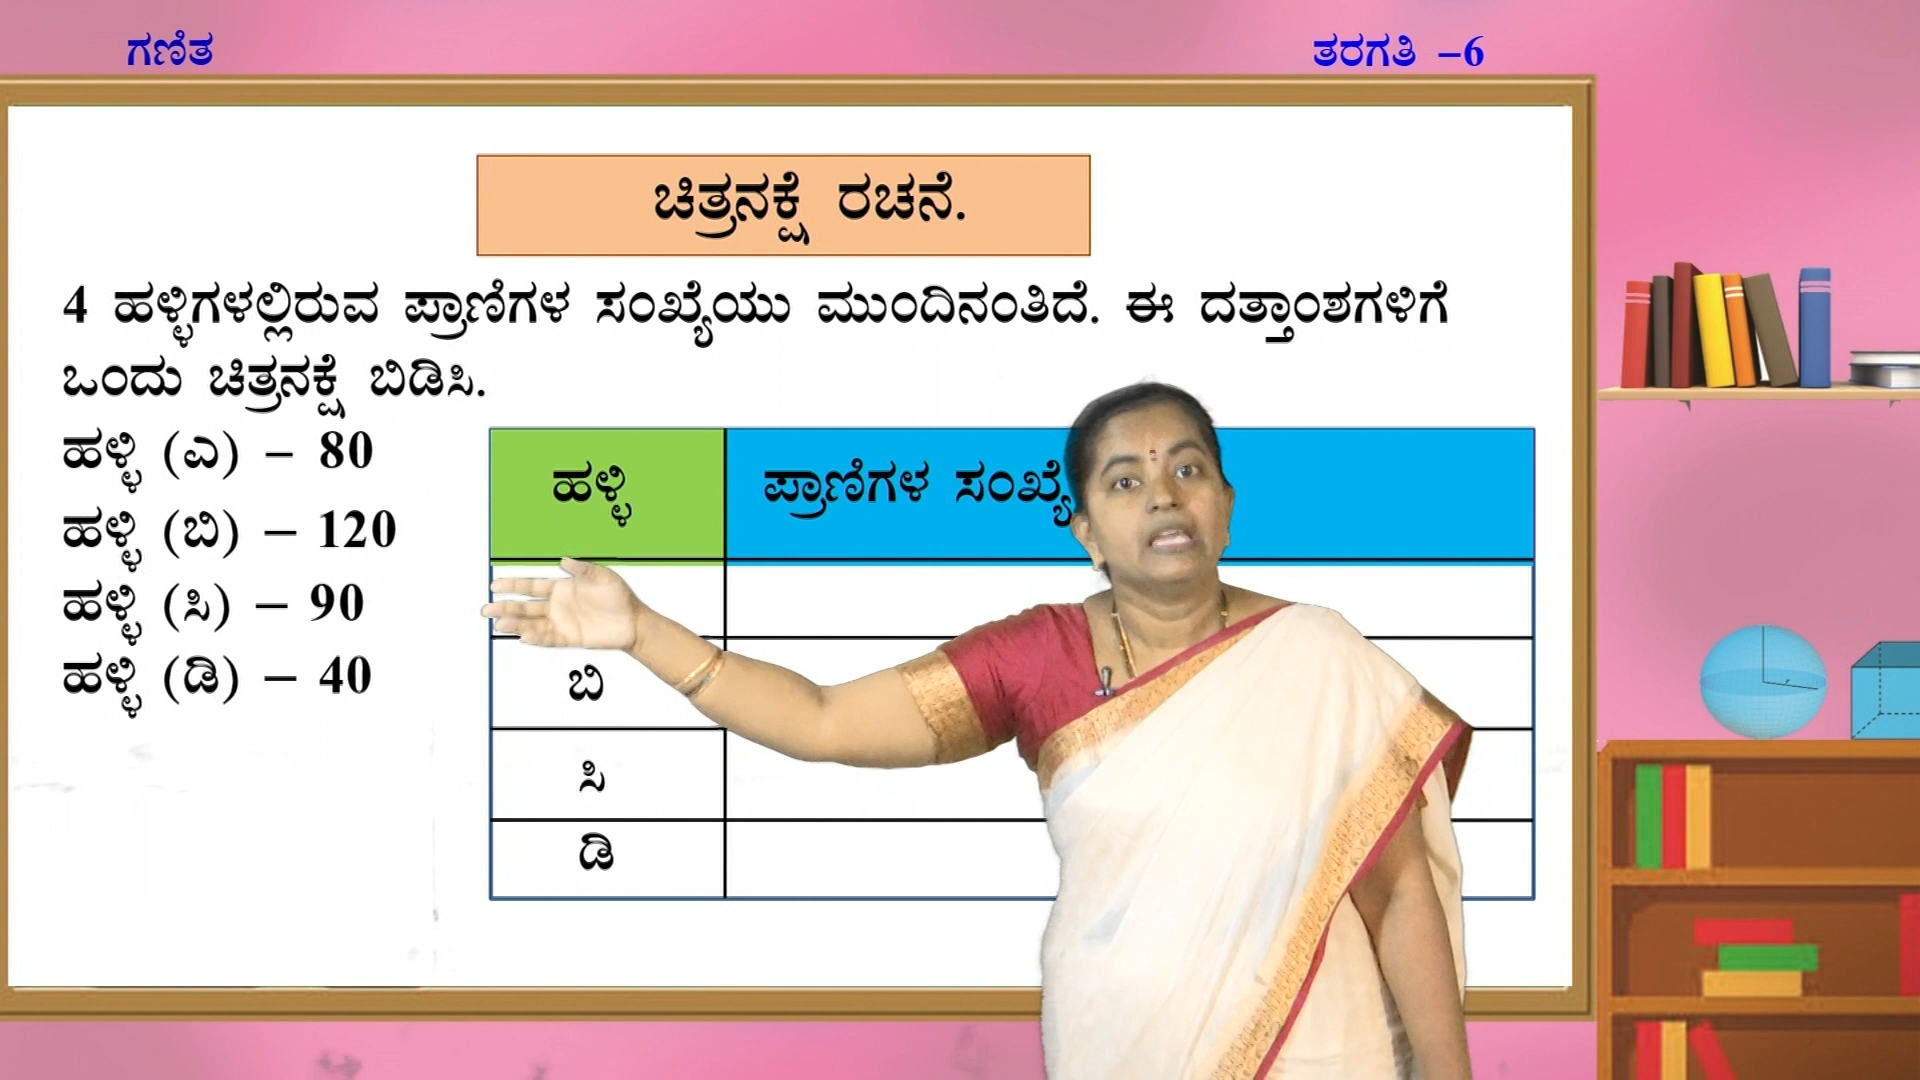 ಗಣಿತ
ತರಗತಿ –6
ಚಿತ್ರನಕ್ಷೆ ರಚನೆ.
4 ಹಳ್ಳಿಗಳಲ್ಲಿರುವ ಪ್ರಾಣಿಗಳ ಸಂಖ್ಯೆಯು ಮುಂದಿನಂತಿದೆ. ಈ ದತ್ತಾಂಶಗಳಿಗೆ
ಒಂದು ಚಿತ್ರನಕ್ಷೆ ಬಿಡಿಸಿ.
ಹಳ್ಳಿ (ಎ) – 80
ಹಳ್ಳಿ (ಬಿ) – 120
ಹಳ್ಳಿ (ಸಿ) – 90
ಹಳ್ಳಿ (ಡಿ) – 40
ಹಳ್ಳಿ ಪ್ರಾಣಿಗಳ ಸಂಖ್ಯೆ
ಬಿ
ಸಿ
ಡಿ